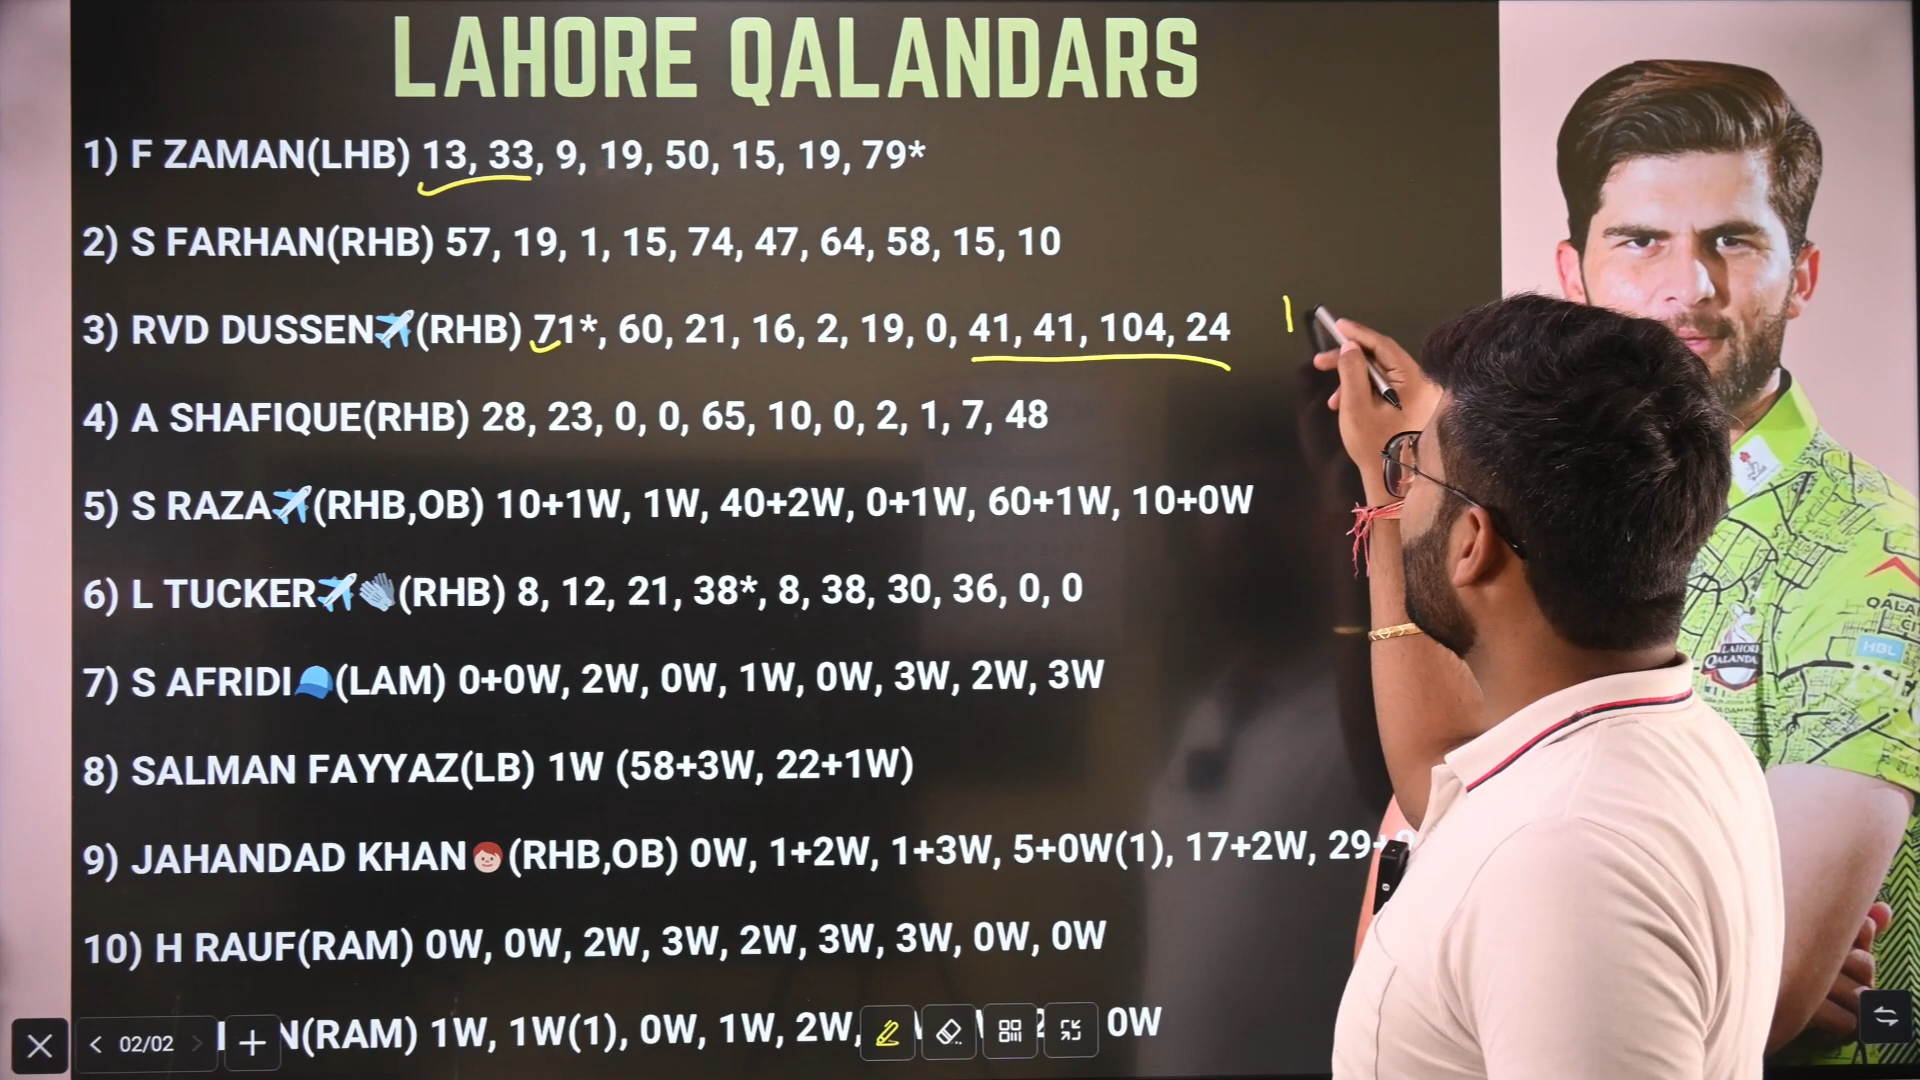 LAHORE QALANDARS
1) F ZAMAN(LHB) 13, 33, 9, 19, 50, 15, 19, 79*
2) S FARHAN(RHB) 57, 19, 1, 15, 74, 47, 64, 58, 15, 10
3) RVD DUSSEN✈️(RHB) 71*, 60, 21, 16, 2, 19, 0, 41, 41, 104, 24
4) A SHAFIQUE(RHB) 28, 23, 0, 0, 65, 10, 0, 2, 1, 7, 48
5) S RAZA✈️(RHB,OB) 10+1W, 1W, 40+2W, 0+1W, 60+1W, 10+0W
6) L TUCKER✈️🧤(RHB) 8, 12, 21, 38*, 8, 38, 30, 36, 0, 0
7) S AFRIDI🧢(LAM) 0+0W, 2W, 0W, 1W, 0W, 3W, 2W, 3W
8) SALMAN FAYYAZ(LB) 1W (58+3W, 22+1W)
9) JAHANDAD KHAN👦(RHB,OB) 0W, 1+2W, 1+3W, 5+0W(1), 17+2W, 29+
10) H RAUF(RAM) 0W, 0W, 2W, 3W, 2W, 3W, 3W, 0W, 0W
N(RAM) 1W, 1W(1), 0W, 1W, 2W, 0W
02/02
LAHORE
QALANDA
HBL